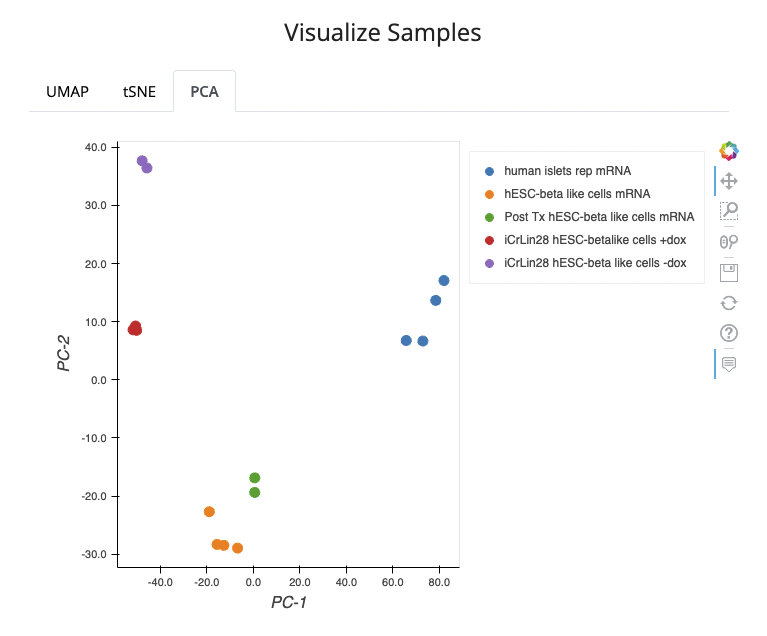 Visualize Samples
UMAP tSNE PCA
40.0
30.0
20.0
10.0
0.0
-10.0
-20.0
-30.0
PC-2
-40.0 -20.0 0.0 20.0 40.0 60.0 80.0
PC-1
human islets rep mRNA
hESC-beta like cells mRNA
Post Tx hESC-beta like cells mRNA
iCrLin28 hESC-betalike cells +dox
iCrLin28 hESC-beta like cells -dox